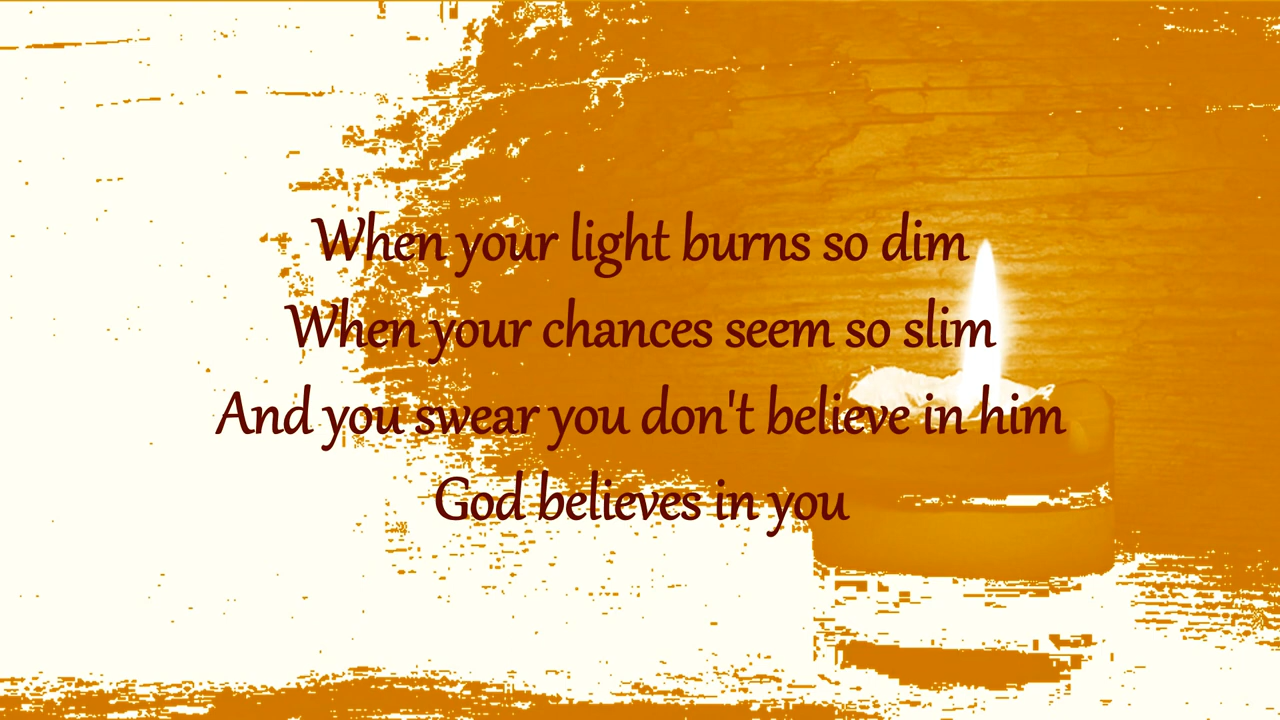 When your light burns so dim
When your chances seem so slim
And you swear you don't believe in him
God believes in you